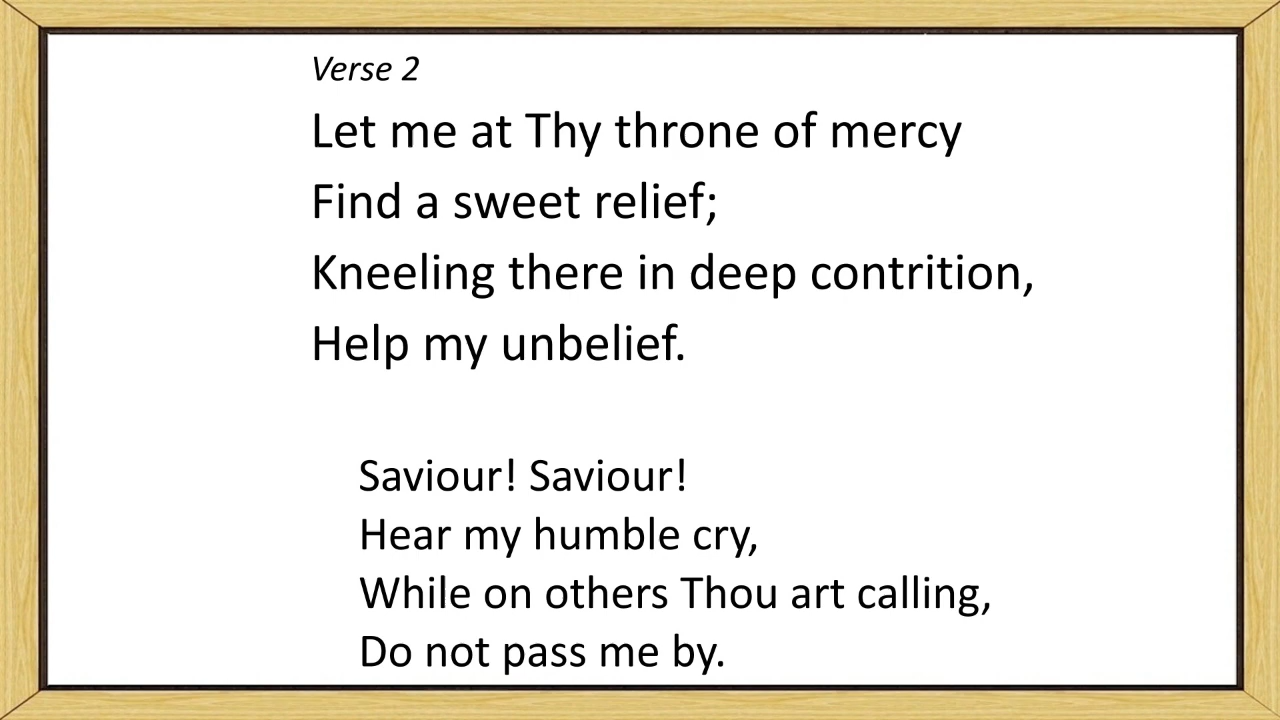 Verse 2
Let me at Thy throne of mercy
Find a sweet relief;
Kneeling there in deep contrition,
Help my unbelief.
Saviour! Saviour!
Hear my humble cry,
While on others Thou art calling,
Do not pass me by.